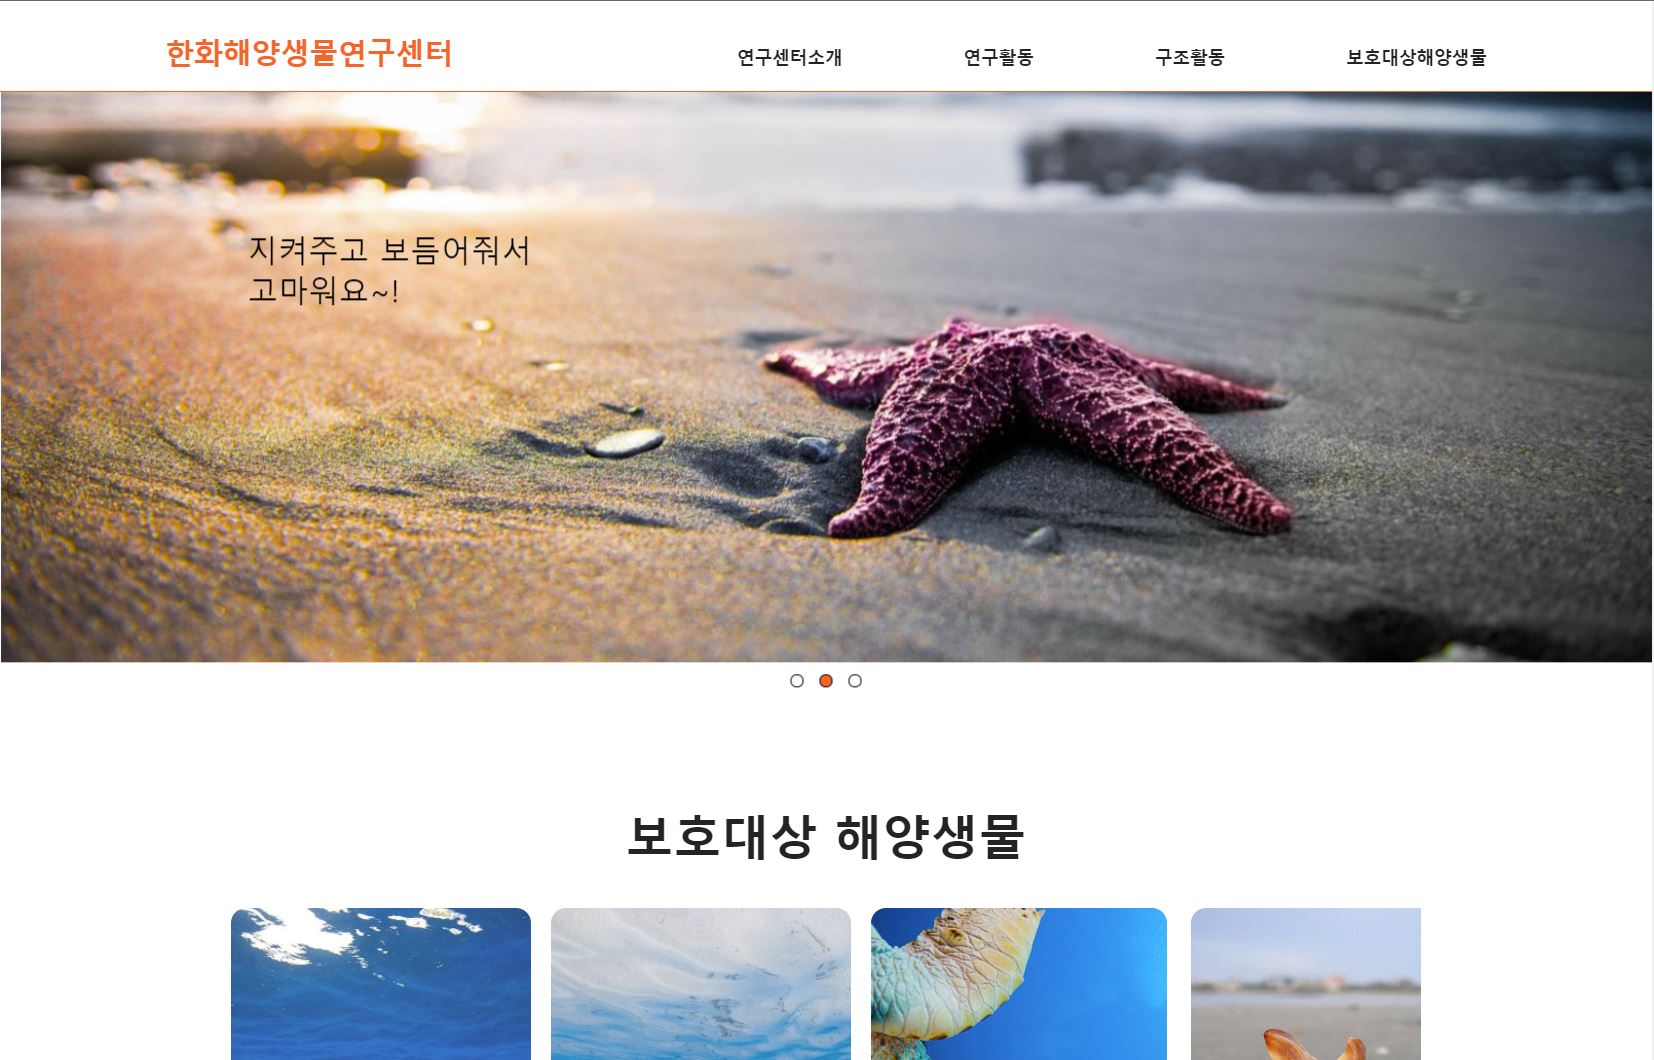 한화해양생물연구센터
연구센터소개 연구활동 구조활동 보호대상해양생물
지켜주고 보듬어줘서
고마워요~!
보호대상 해양생물